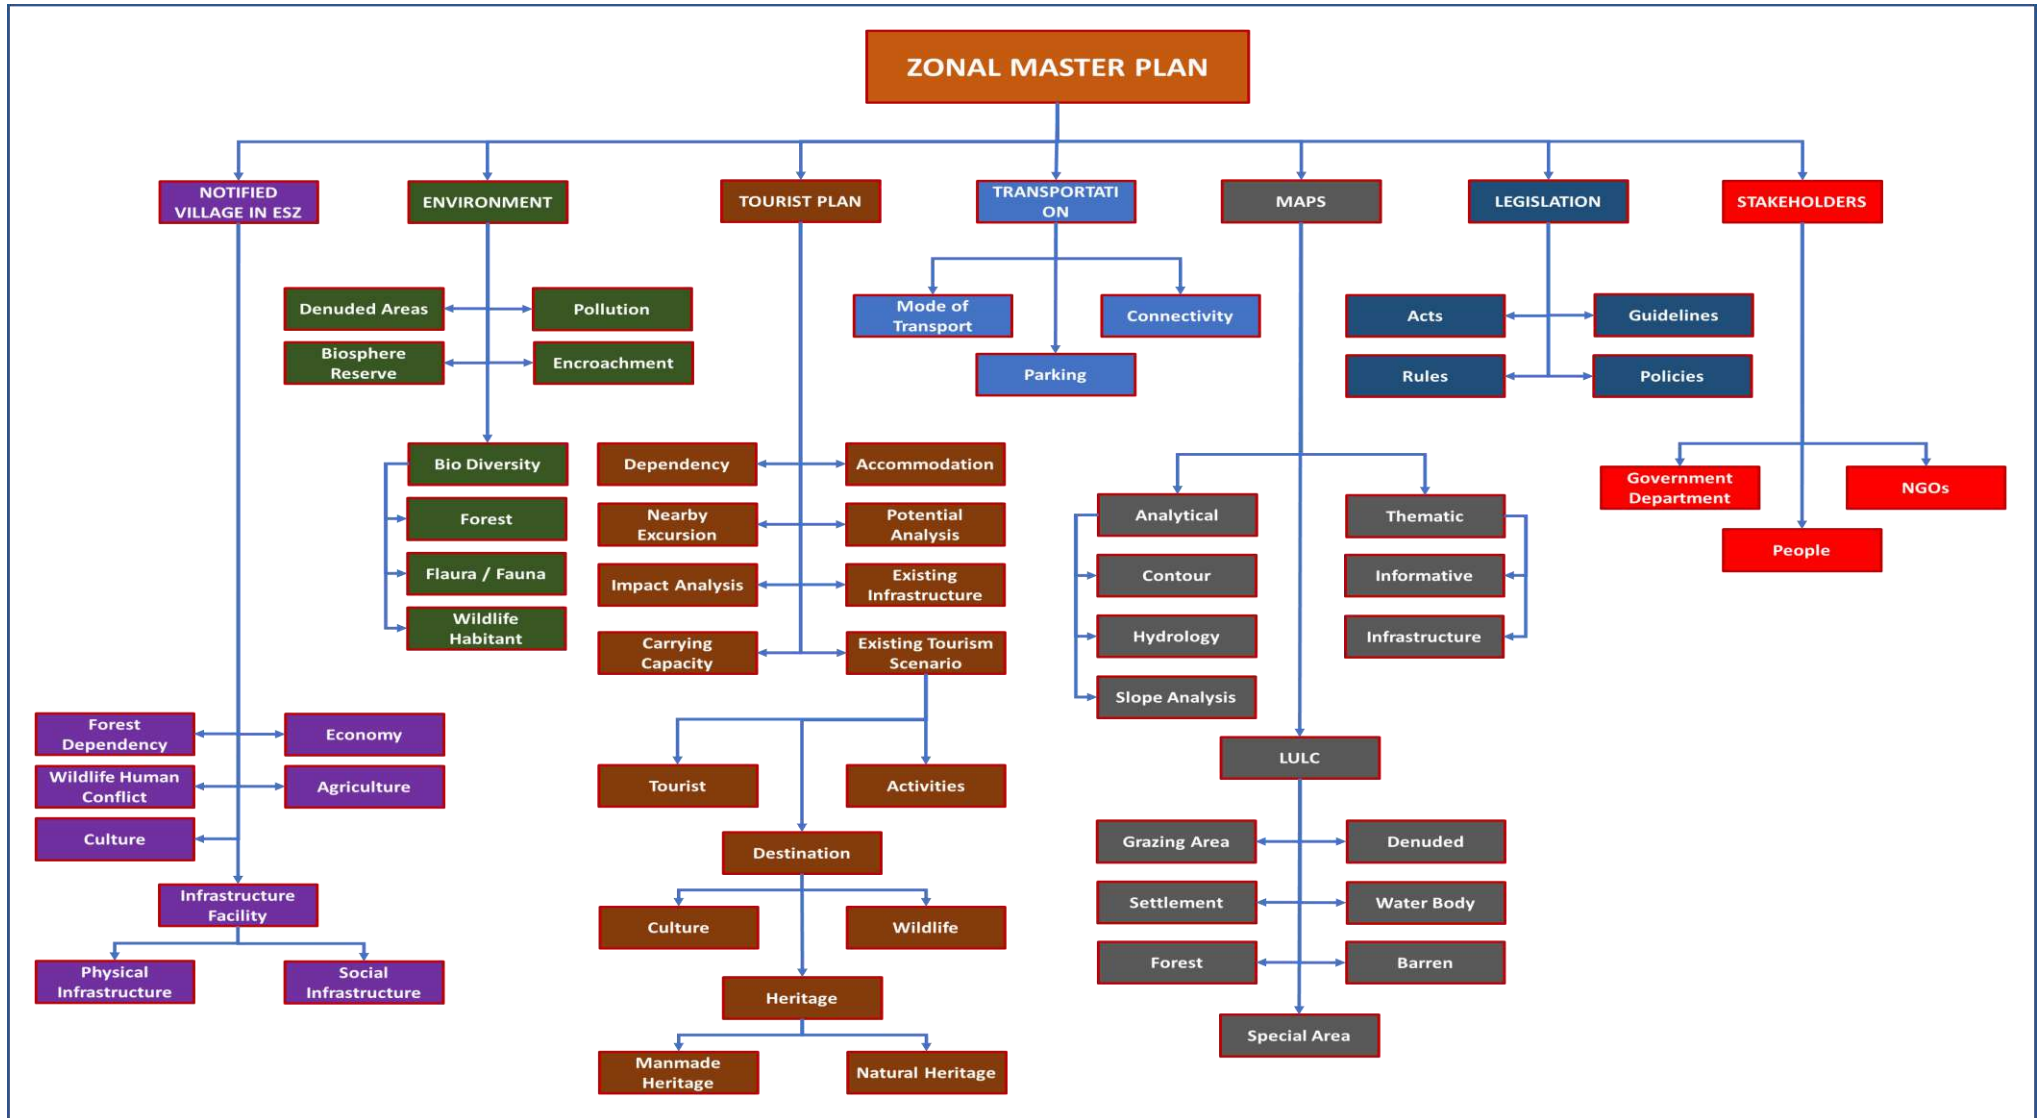 ZONAL MASTER PLAN
NOTIFIED
VILLAGE IN ESZ
ENVIRONMENT
TOURIST PLAN
TRANSPORTATI
ON
MAPS
LEGISLATION
STAKEHOLDERS
Denuded Areas
Pollution
Biosphere
Reserve
Encroachment
Bio Diversity
Forest
Flaura / Fauna
Wildlife
Habitant
Mode of
Transport
Connectivity
Parking
Acts
Guidelines
Rules
Policies
Government
Department
NGOs
People
Dependency
Accommodation
Nearby
Excursion
Potential
Analysis
Impact Analysis
Existing
Infrastructure
Carrying
Capacity
Existing Tourism
Scenario
Tourist
Activities
Destination
Culture
Wildlife
Heritage
Manmade
Heritage
Natural Heritage
Analytical
Contour
Hydrology
Slope Analysis
Thematic
Informative
Infrastructure
LULC
Grazing Area
Denuded
Settlement
Water Body
Forest
Barren
Special Area
Forest
Dependency
Economy
Wildlife Human
Conflict
Agriculture
Culture
Infrastructure
Facility
Physical
Infrastructure
Social
Infrastructure